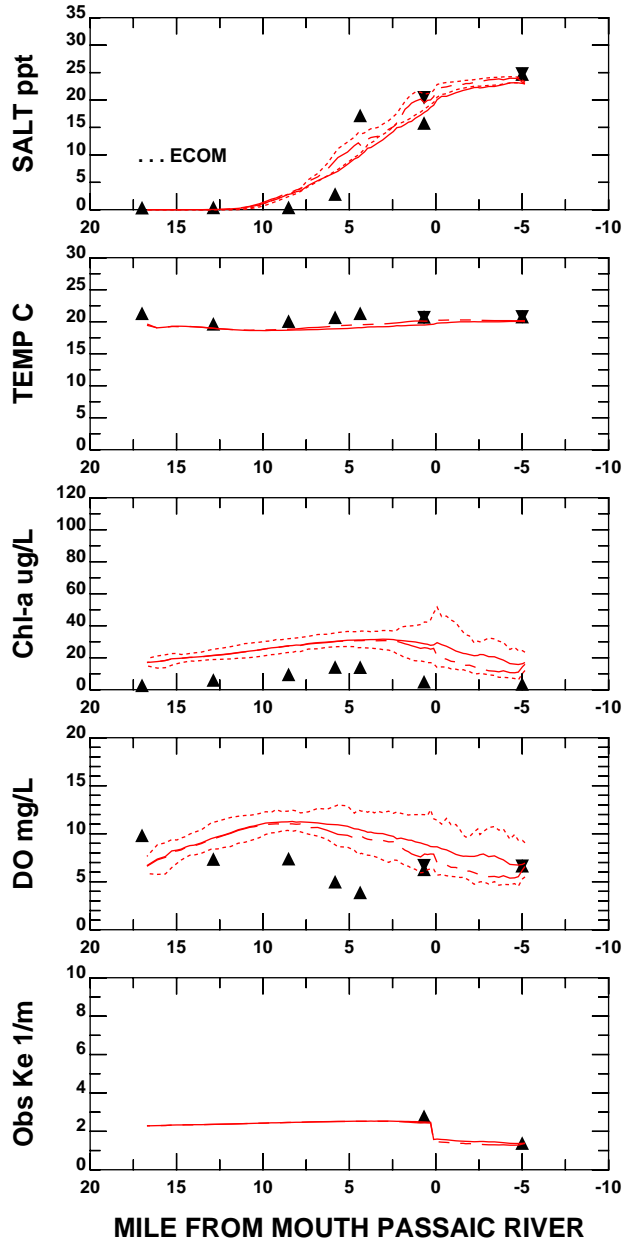 SALT ppt
35
30
25
20
15
10
5
0
. . . ECOM
20 15 10 5 0 -5 -10
TEMP C
30
25
20
15
10
5
0
20 15 10 5 0 -5 -10
Chl-a ug/L
120
100
80
60
40
20
0
20 15 10 5 0 -5 -10
DO mg/L
20
15
10
5
0
20 15 10 5 0 -5 -10
Obs Ke 1/m
10
8
6
4
2
0
20 15 10 5 0 -5 -10
MILE FROM MOUTH PASSAIC RIVER